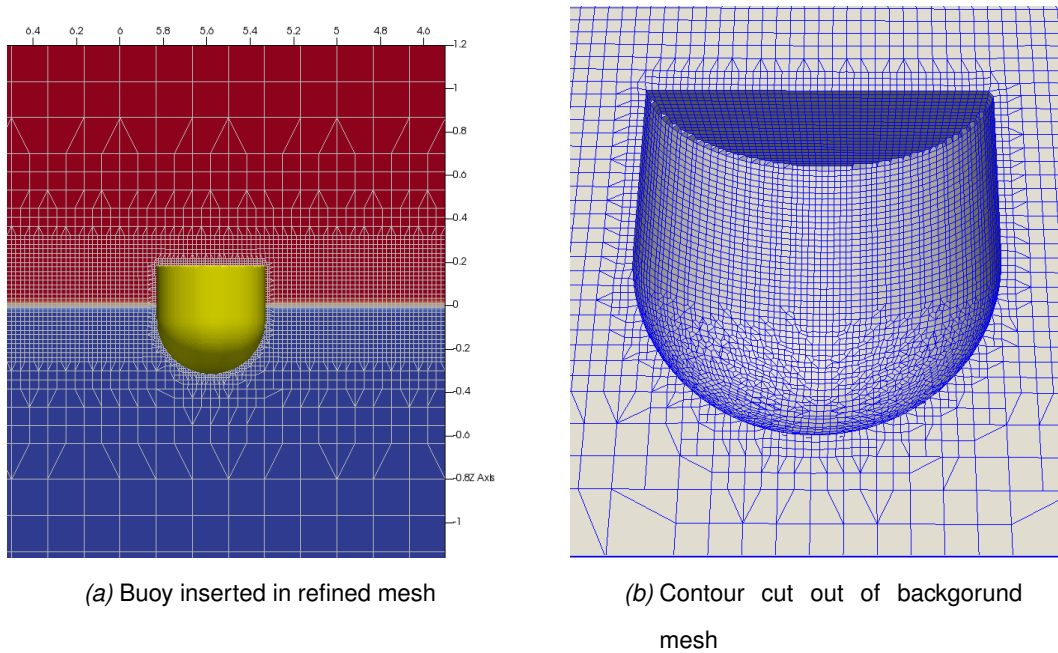 6.4 6.2 6 5.8 5.6 5.4 5.2 5 4.8 4.6
1.2
1
0.8
0.6
0.4
0.2
0
-0.2
-0.4
-0.6
-0.8Z Axis
-1
(a) Buoy inserted in refined mesh
(b) Contour cut out of backgorund
mesh